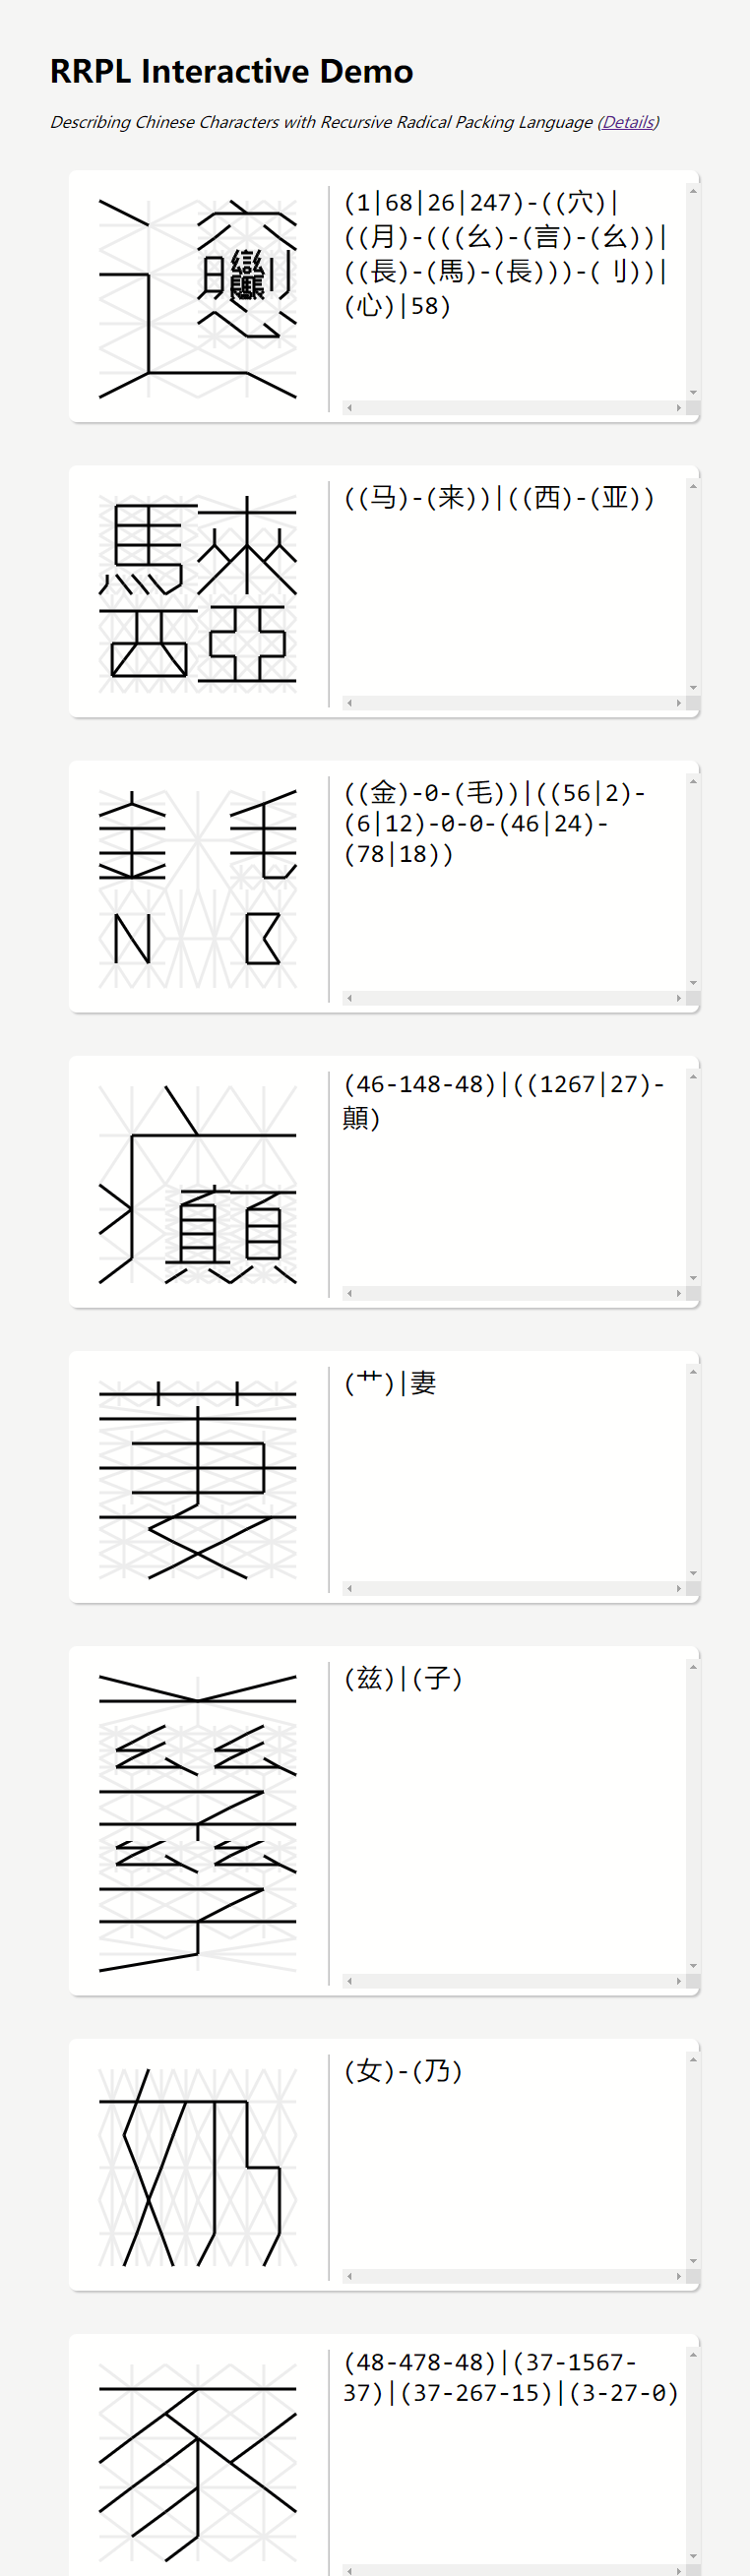 RRPL Interactive Demo
Describing Chinese Characters with Recursive Radical Packing Language (Details)
(1|68|26|247)-((穴)|
((月)-(((幺)-(言)-(幺))|
((長)-(馬)-(長)))-(刂))|
(心)|58)
((马)-(来))|((西)-(亚))
((金)-0-(毛))|((56|2)-
(6|12)-0-0-(46|24)-
(78|18))
(46-148-48)|((1267|27)-
顛)
(艹)|妻
(兹)|(子)
(女)-(乃)
(48-478-48)|(37-1567-
37)|(37-267-15)|(3-27-0)